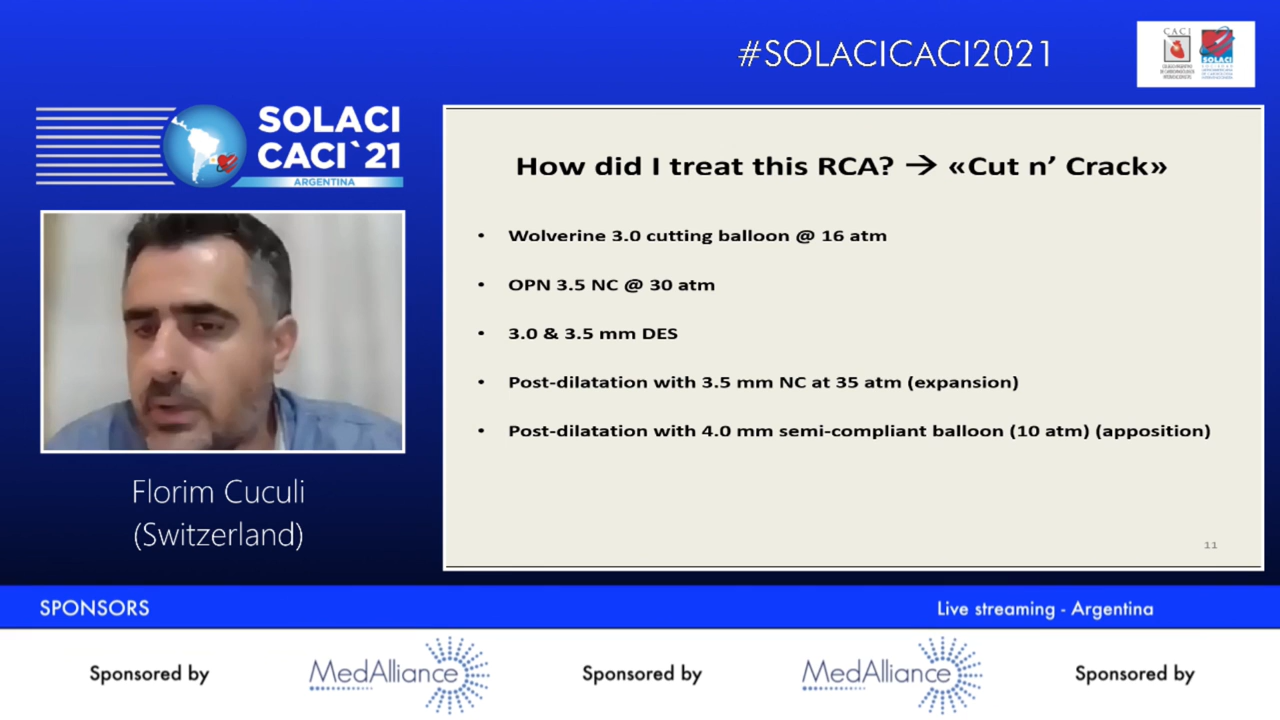 #SOLACICACI2021
CACI
SOLACI
SOLACI
CACI`21
ARGENTINA
How did I treat this RCA? → «Cut n’ Crack»
• Wolverine 3.0 cutting balloon @ 16 atm
• OPN 3.5 NC @ 30 atm
• 3.0 & 3.5 mm DES
• Post-dilatation with 3.5 mm NC at 35 atm (expansion)
• Post-dilatation with 4.0 mm semi-compliant balloon (10 atm) (apposition)
11
Florim Cuculi
(Switzerland)
SPONSORS
Live streaming - Argentina
Sponsored by
MedAlliance
Sponsored by
MedAlliance
Sponsored by